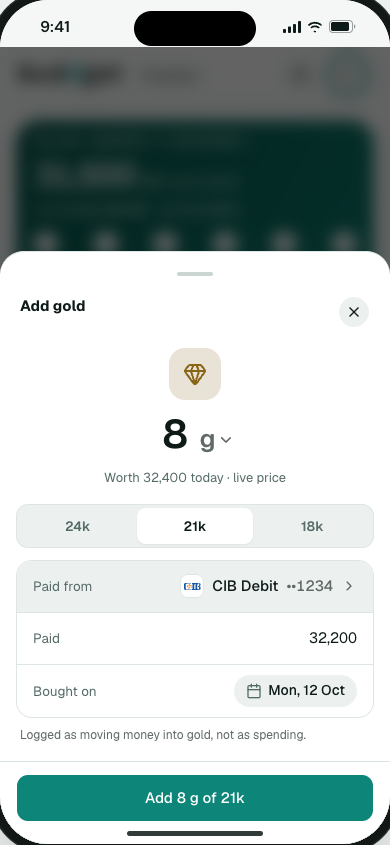 9:41
Add gold
8 g
Worth 32,400 today · live price
24k 21k 18k
Paid from CIB CIB Debit ••1234
Paid 32,200
Bought on Mon, 12 Oct
Logged as moving money into gold, not as spending.
Add 8 g of 21k